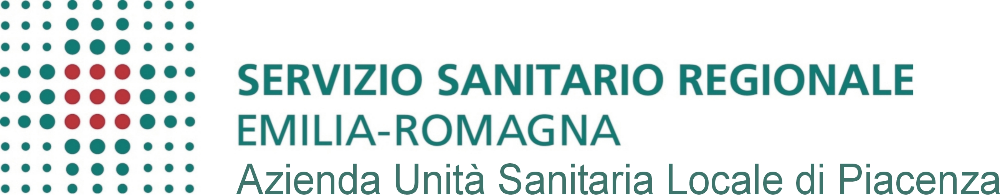 SERVIZIO SANITARIO REGIONALE
EMILIA-ROMAGNA
Azienda Unità Sanitaria Locale di Piacenza